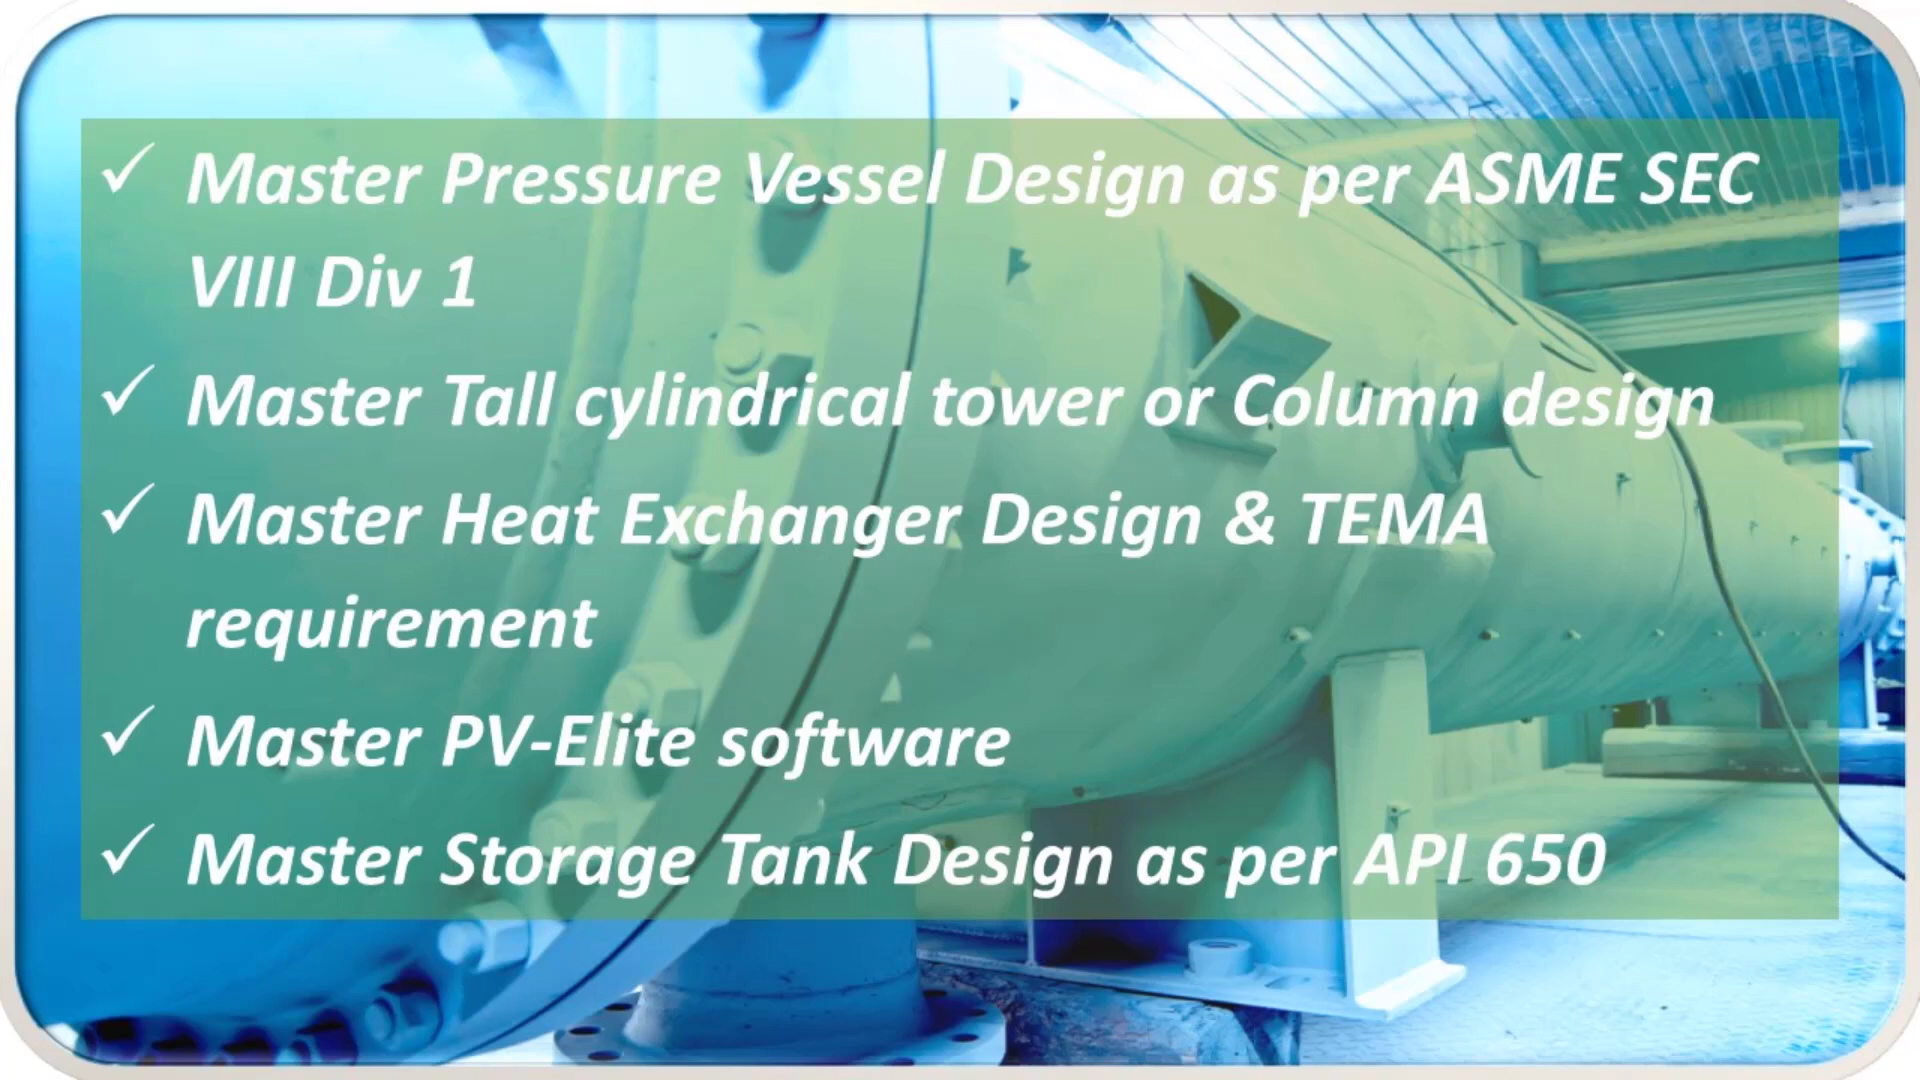 ✓ Master Pressure Vessel Design as per ASME SEC
VIII Div 1
✓ Master Tall cylindrical tower or Column design
✓ Master Heat Exchanger Design & TEMA
requirement
✓ Master PV-Elite software
✓ Master Storage Tank Design as per API 650